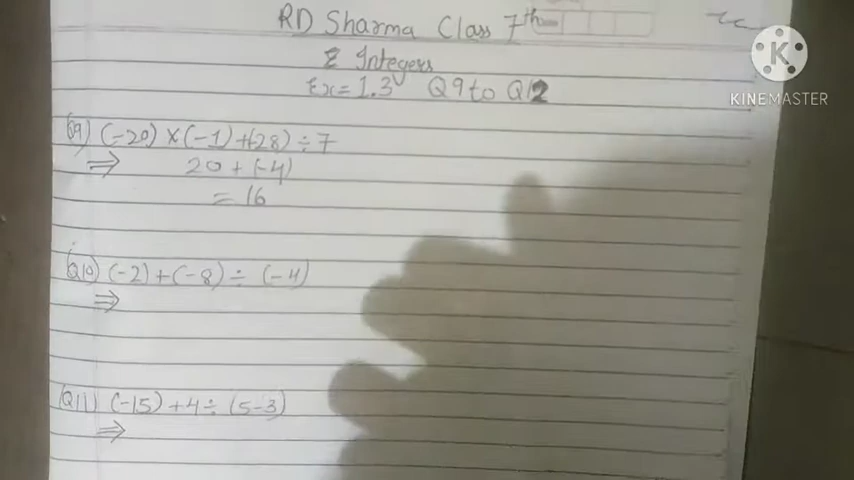 RD Sharma Class 7th
Integers
Ex = 1.3 Q9 to Q12
KINEMASTER
Q9) (-20) × (-1) + (-28) ÷ 7
⇒ 20 + (-4)
= 16
Q10) (-2) + (-8) ÷ (-4)
⇒
Q11) (-15) + 4 ÷ (5-3)
⇒